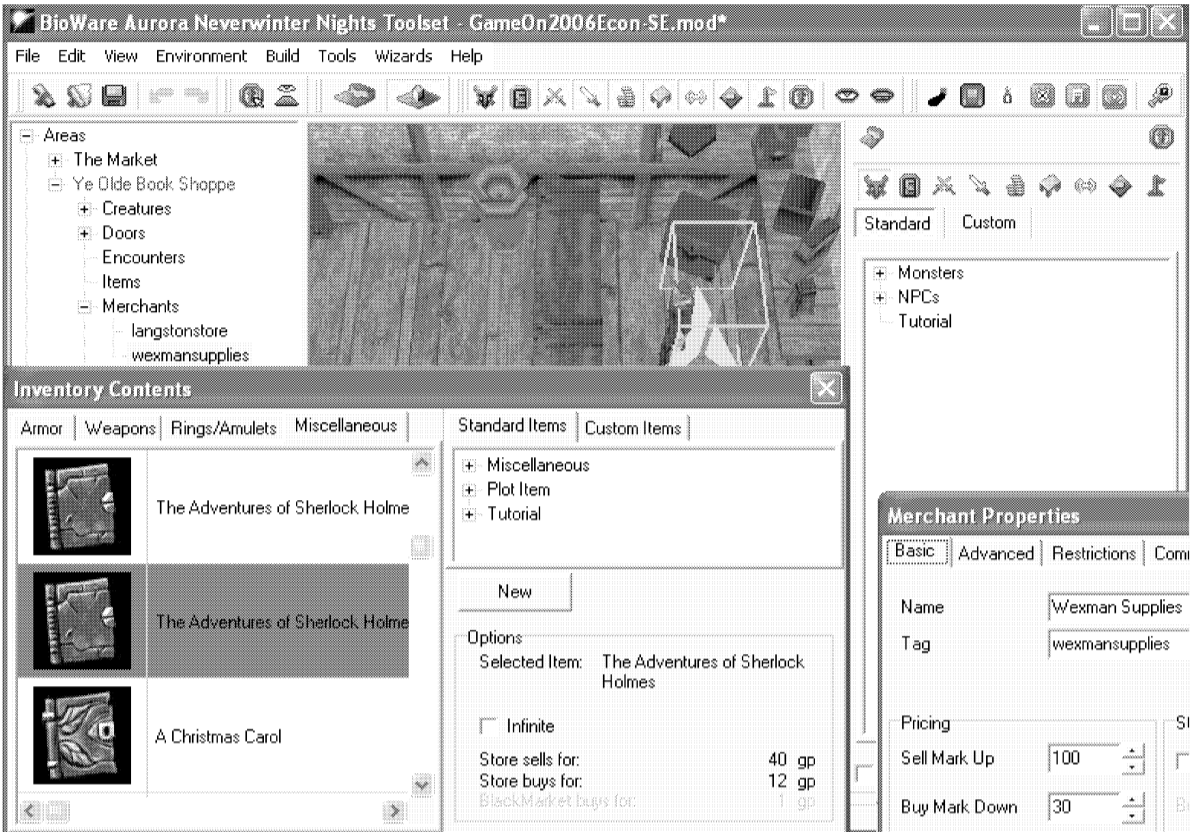 BioWare Aurora Neverwinter Nights Toolset - GameOn2006Econ-SE.mod*
File Edit View Environment Build Tools Wizards Help
Areas
The Market
Ye Olde Book Shoppe
Creatures
Doors
Encounters
Items
Merchants
langstonstore
wexmansupplies
Standard Custom
Monsters
NPCs
Tutorial
Inventory Contents
Armor Weapons Rings/Amulets Miscellaneous
The Adventures of Sherlock Holme
The Adventures of Sherlock Holme
A Christmas Carol
Standard Items Custom Items
Miscellaneous
Plot Item
Tutorial
New
Options
Selected Item: The Adventures of Sherlock
Holmes
Infinite
Store sells for: 40 gp
Store buys for: 12 gp
BlackMarket buys for: 1 gp
Merchant Properties
Basic Advanced Restrictions Comm
Name Wexman Supplies
Tag wexmansupplies
Pricing
Sell Mark Up 100
Buy Mark Down 30